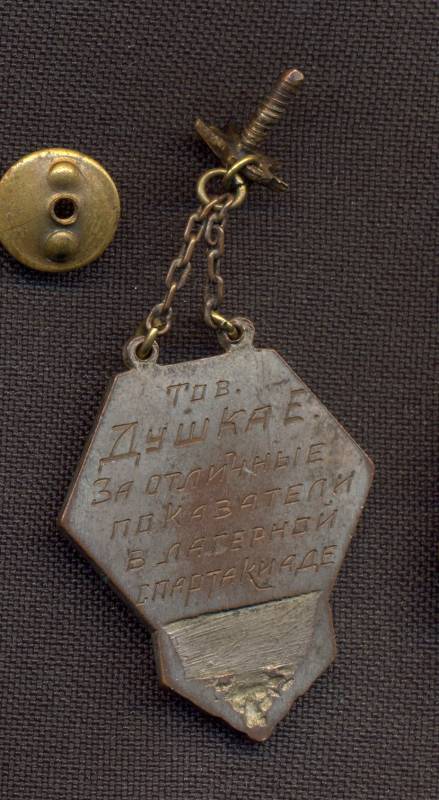 Тов.
Душка Е.
За отличные
показатели
в лагерной
спартакиаде